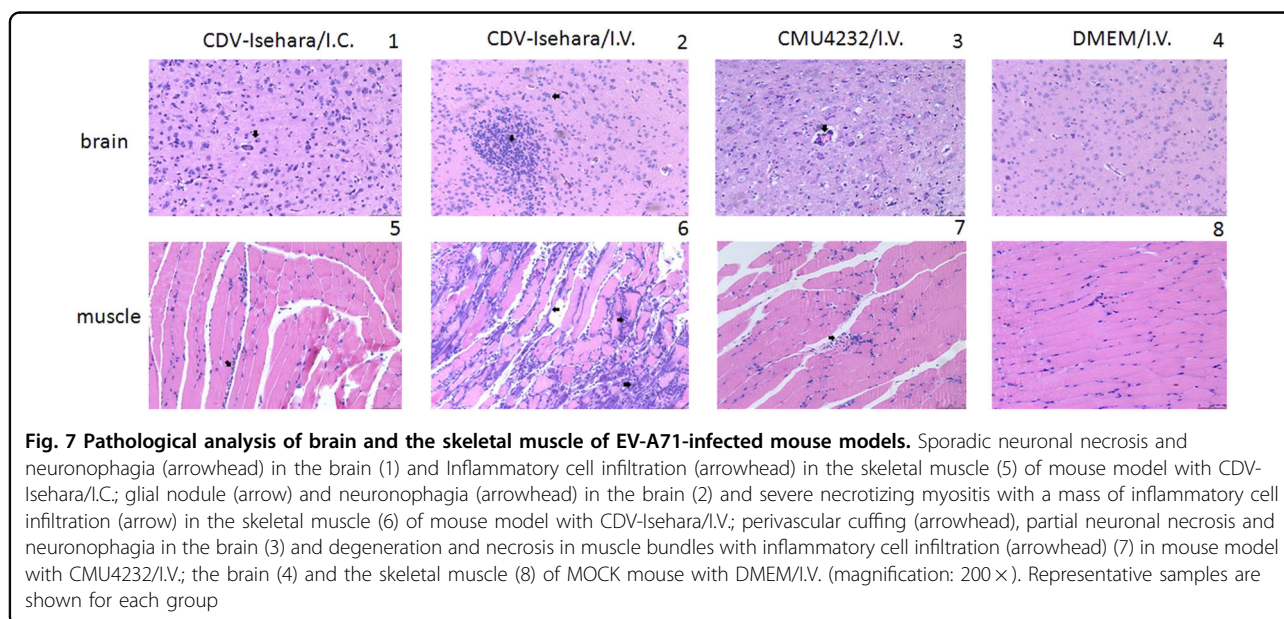 CDV-Isehara/I.C. 1 CDV-Isehara/I.V. 2 CMU4232/I.V. 3 DMEM/I.V. 4
brain
5 6 7 8
muscle
Fig. 7 Pathological analysis of brain and the skeletal muscle of EV-A71-infected mouse models. Sporadic neuronal necrosis and
neuronophagia (arrowhead) in the brain (1) and Inflammatory cell infiltration (arrowhead) in the skeletal muscle (5) of mouse model with CDV-
Isehara/I.C.; glial nodule (arrow) and neuronophagia (arrowhead) in the brain (2) and severe necrotizing myositis with a mass of inflammatory cell
infiltration (arrow) in the skeletal muscle (6) of mouse model with CDV-Isehara/I.V.; perivascular cuffing (arrowhead), partial neuronal necrosis and
neuronophagia in the brain (3) and degeneration and necrosis in muscle bundles with inflammatory cell infiltration (arrowhead) (7) in mouse model
with CMU4232/I.V.; the brain (4) and the skeletal muscle (8) of MOCK mouse with DMEM/I.V. (magnification: 200 ×). Representative samples are
shown for each group